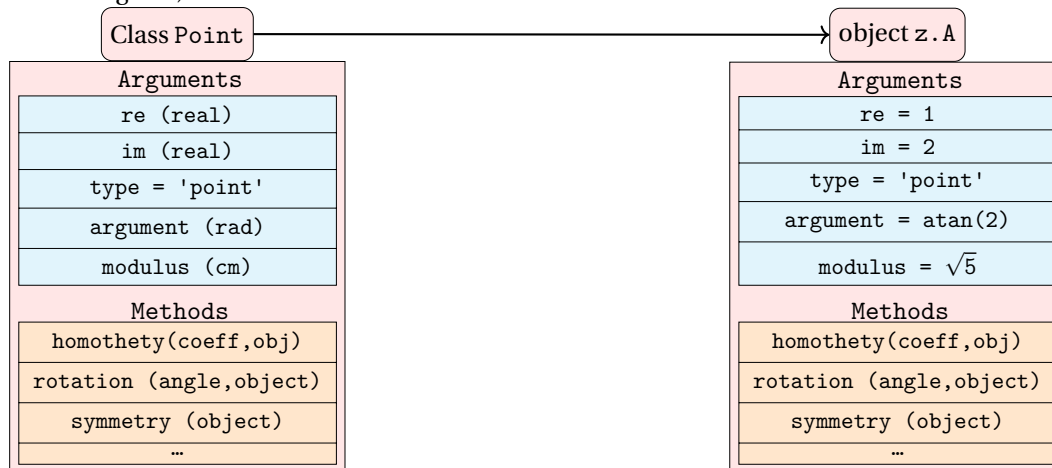 Class Point
object z.A
Arguments
re (real)
im (real)
type = 'point'
argument (rad)
modulus (cm)
Methods
homothety(coeff,obj)
rotation (angle,object)
symmetry (object)
…
Arguments
re = 1
im = 2
type = 'point'
argument = atan(2)
modulus = √5
Methods
homothety(coeff,obj)
rotation (angle,object)
symmetry (object)
…